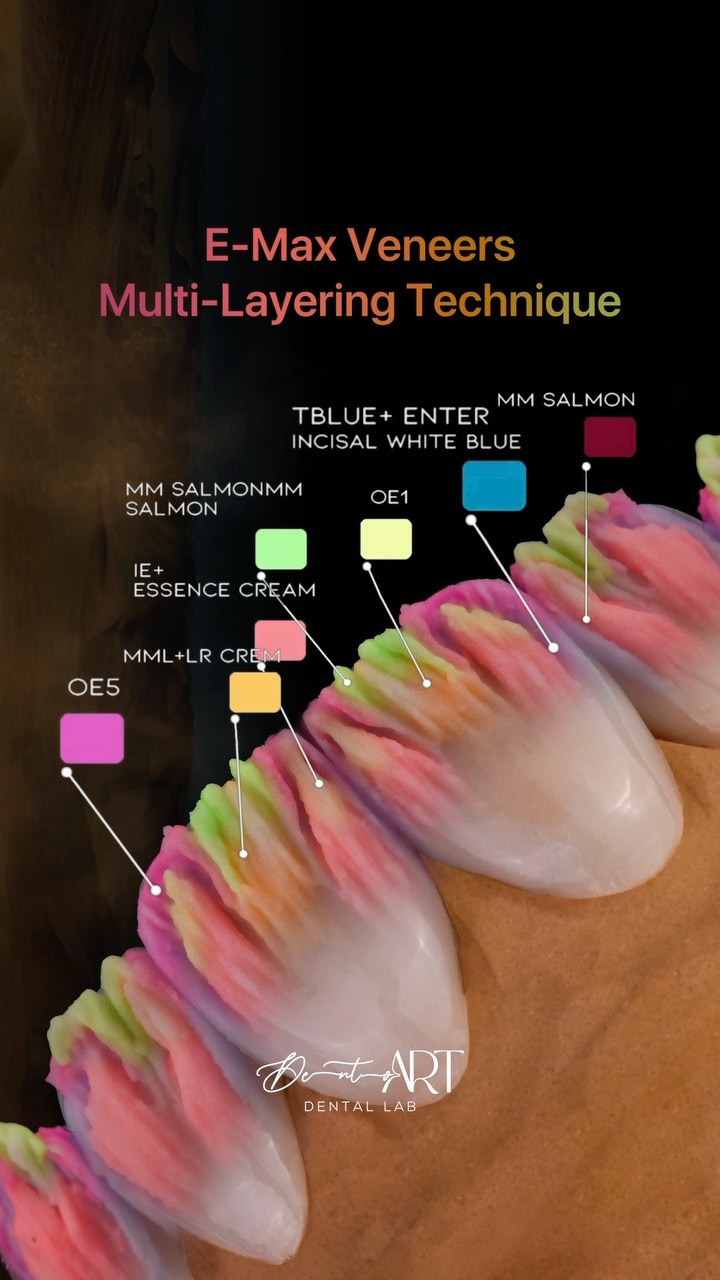 E-Max Veneers
Multi-Layering Technique
MM SALMON
TBLUE+ ENTER
INCISAL WHITE BLUE
MM SALMONMM
SALMON
OE1
IE+
ESSENCE CREAM
MML+LR CREM
OE5
DentoART
DENTAL LAB